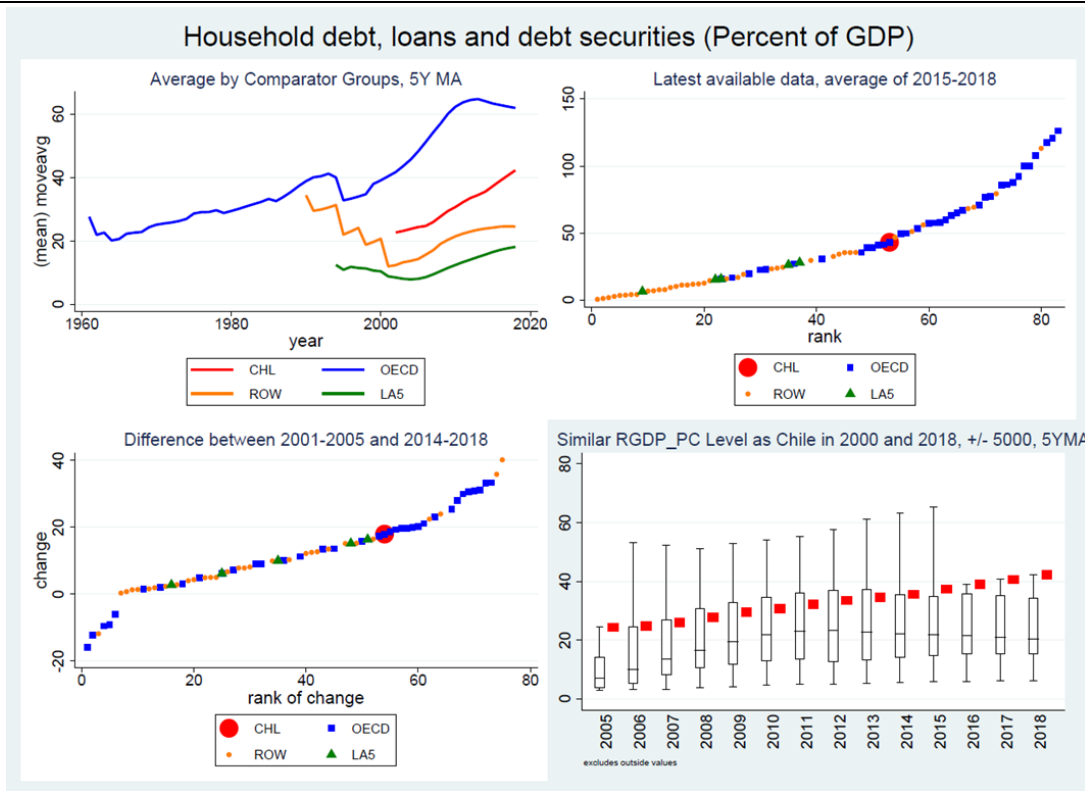 Household debt, loans and debt securities (Percent of GDP)
Average by Comparator Groups, 5Y MA
(mean) moveavg
60
40
20
0
1960
1980
2000
2020
year
CHL
OECD
ROW
LA5
Latest available data, average of 2015-2018
150
100
50
0
0
20
40
60
80
rank
CHL
OECD
ROW
LA5
Difference between 2001-2005 and 2014-2018
change
40
20
0
-20
0
20
40
60
80
rank of change
CHL
OECD
ROW
LA5
Similar RGDP_PC Level as Chile in 2000 and 2018, +/- 5000, 5YMA
80
60
40
20
0
2005
2006
2007
2008
2009
2010
2011
2012
2013
2014
2015
2016
2017
2018
excludes outside values